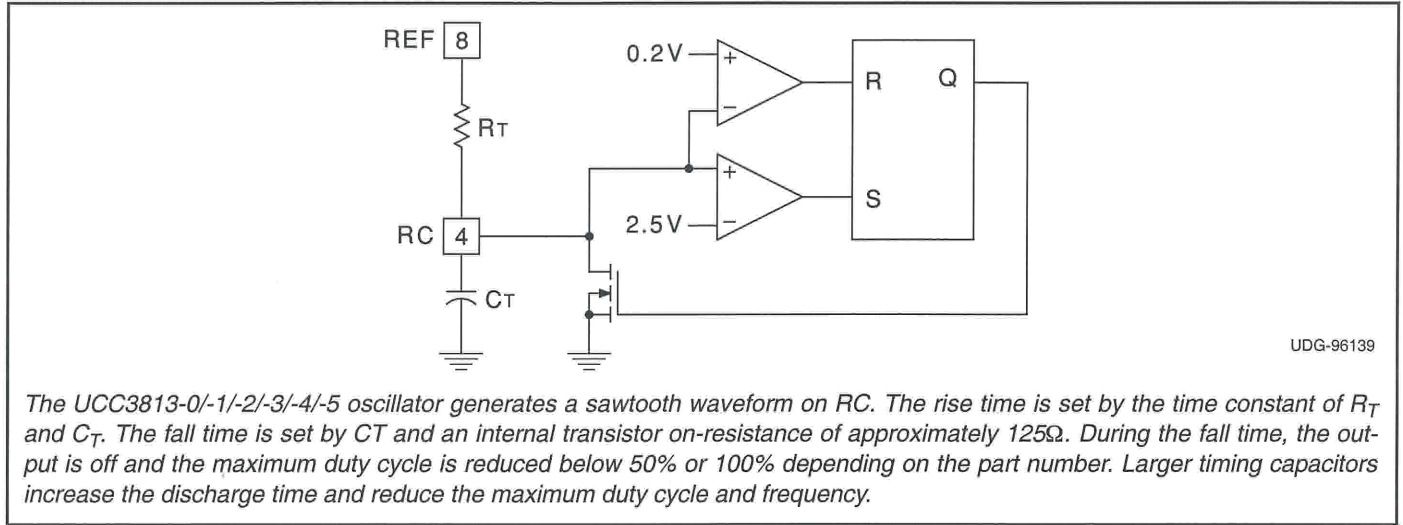 REF 8
0.2V
+
−
R
Q
RT
+
−
S
2.5V
RC 4
CT
UDG-96139
The UCC3813-0/-1/-2/-3/-4/-5 oscillator generates a sawtooth waveform on RC. The rise time is set by the time constant of RT
and CT. The fall time is set by CT and an internal transistor on-resistance of approximately 125Ω. During the fall time, the out-
put is off and the maximum duty cycle is reduced below 50% or 100% depending on the part number. Larger timing capacitors
increase the discharge time and reduce the maximum duty cycle and frequency.